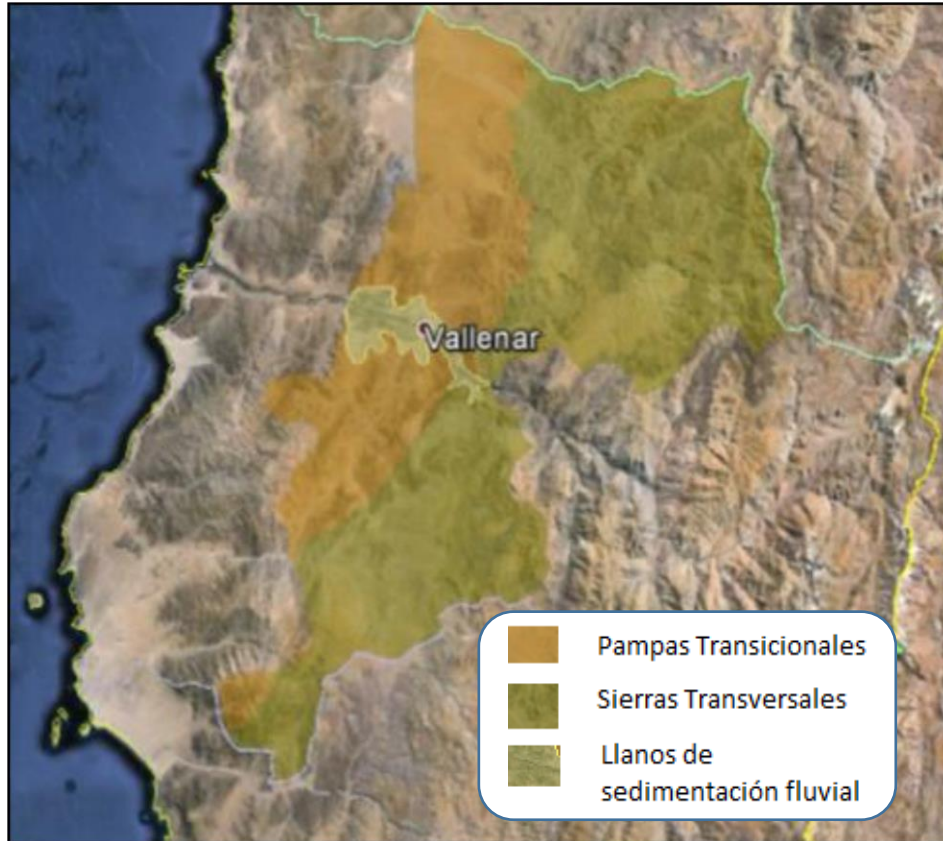 Vallenar
Pampas Transicionales
Sierras Transversales
Llanos de
sedimentación fluvial